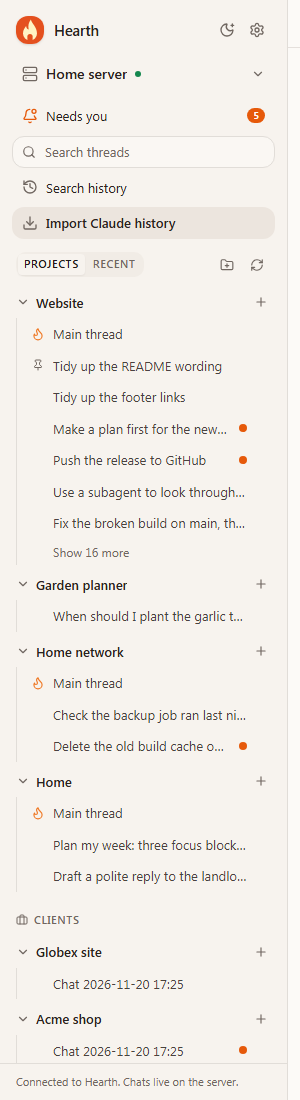 Hearth
Home server
Needs you
5
Search threads
Search history
Import Claude history
PROJECTS RECENT
Website
Main thread
Tidy up the README wording
Tidy up the footer links
Make a plan first for the new...
Push the release to GitHub
Use a subagent to look through...
Fix the broken build on main, th...
Show 16 more
Garden planner
When should I plant the garlic t...
Home network
Main thread
Check the backup job ran last ni...
Delete the old build cache o...
Home
Main thread
Plan my week: three focus block...
Draft a polite reply to the landlo...
CLIENTS
Globex site
Chat 2026-11-20 17:25
Acme shop
Chat 2026-11-20 17:25
Connected to Hearth. Chats live on the server.